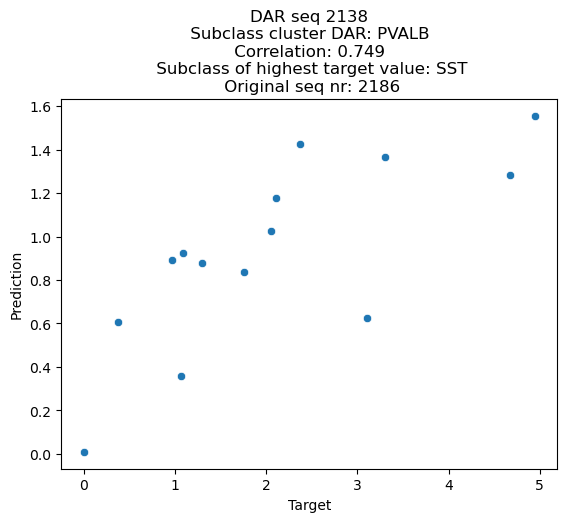 DAR seq 2138
Subclass cluster DAR: PVALB
Correlation: 0.749
Subclass of highest target value: SST
Original seq nr: 2186
1.6
1.4
1.2
1.0
0.8
0.6
0.4
0.2
0.0
Prediction
0 1 2 3 4 5
Target